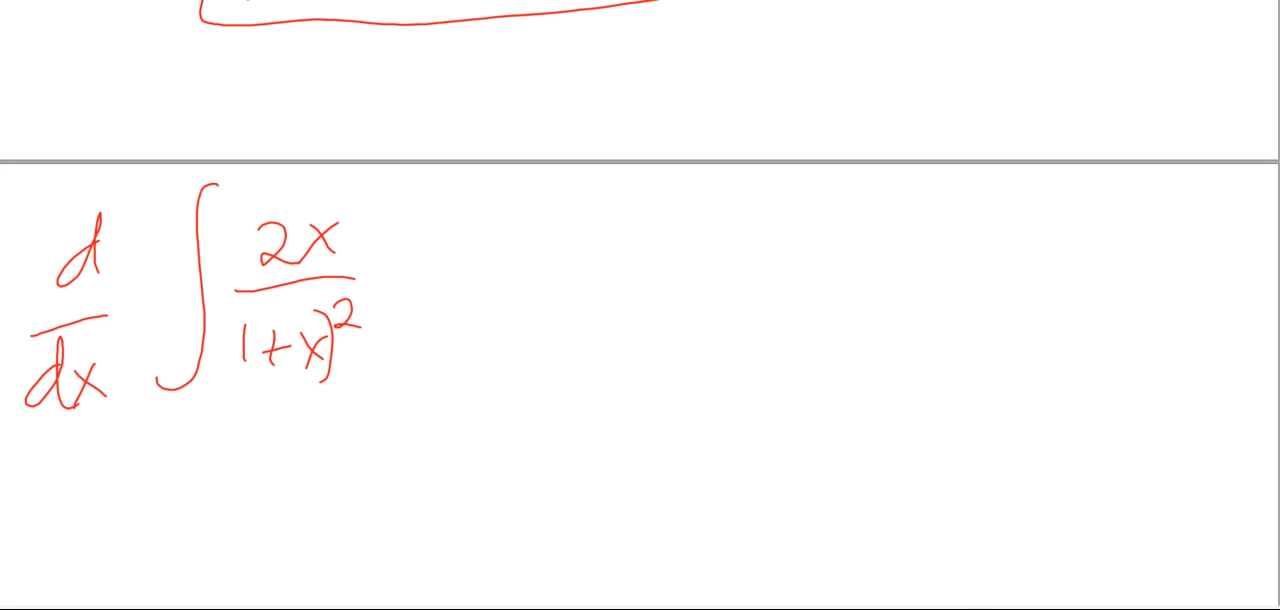 d/dx ∫ 2x/1+x)²